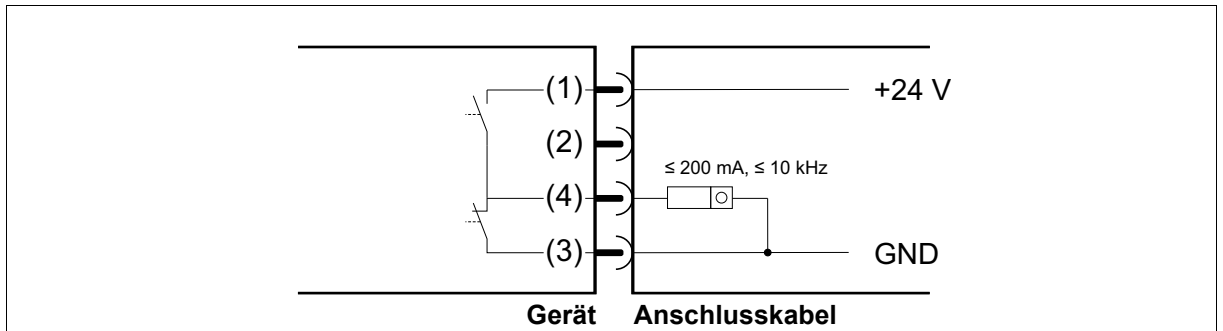 (1) +24 V
(2)
≤ 200 mA, ≤ 10 kHz
(4)
(3) GND
Gerät Anschlusskabel